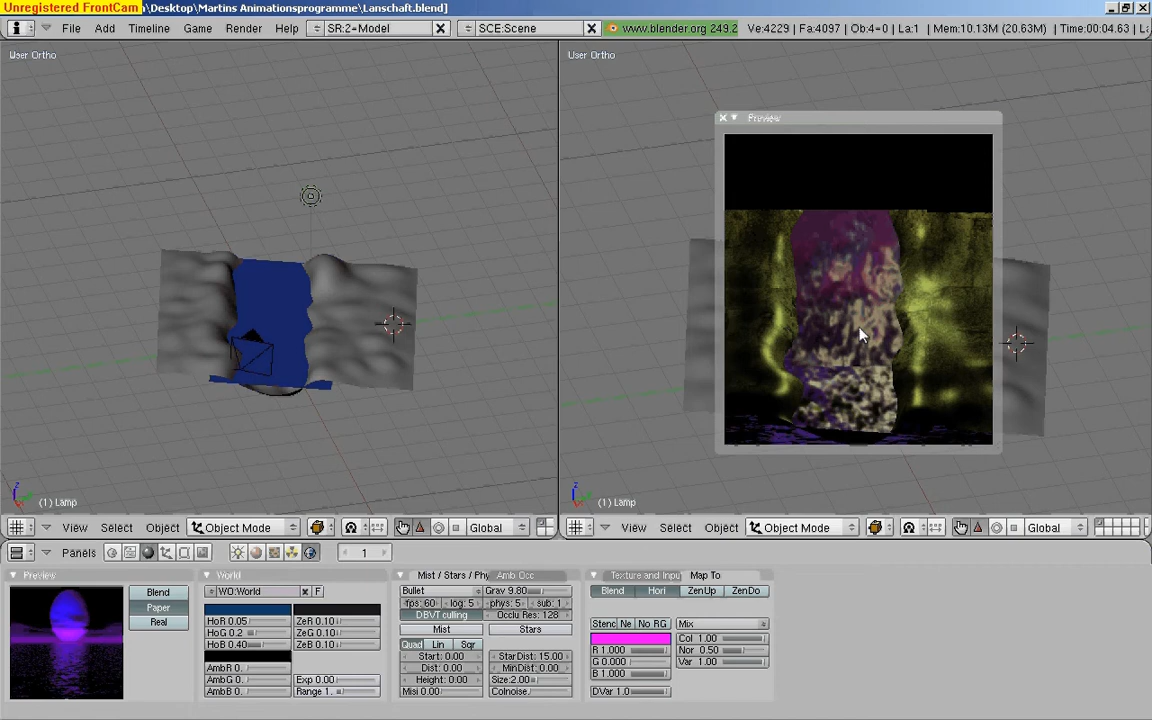 Unregistered FrontCam
\Desktop\Martins Animationsprogramme\Lanschaft.blend]
File Add Timeline Game Render Help SR:2-Model SCE:Scene www.blender.org 249.2 Ve:4229 | Fa:4097 | Ob:4-0 | La:1 | Mem:10.13M (20.63M) | Time:00:04.63 |
User Ortho
User Ortho
Preview
(1) Lamp
(1) Lamp
View Select Object Object Mode Global
View Select Object Object Mode Global
Panels 1
Preview
Blend
Paper
Real
World
WO:World F
HoR 0.05 ZeR 0.10
HoG 0.2 ZeG 0.10
HoB 0.40 ZeB 0.10
AmbR 0.
AmbG 0. Exp 0.00
AmbB 0. Range 1.
Mist / Stars / Phy Amb Occ
Bullet Grav 9.80
fps: 60 log: 5 phys: 5 sub: 1
DBVT culling Occlu Res: 128
Mist Stars
Quad Lin Sqr
Start: 0.00 StarDist: 15.00
Dist: 0.00 MinDist: 0.00
Height: 0.00 Size:2.00
Misi 0.00 Colnoise.
Texture and Inpu Map To
Blend Hori ZenUp ZenDo
Stenc Ne No RG Mix
Col 1.00
R 1.000 Nor 0.50
G 0.000 Var 1.00
B 1.000
DVar 1.0